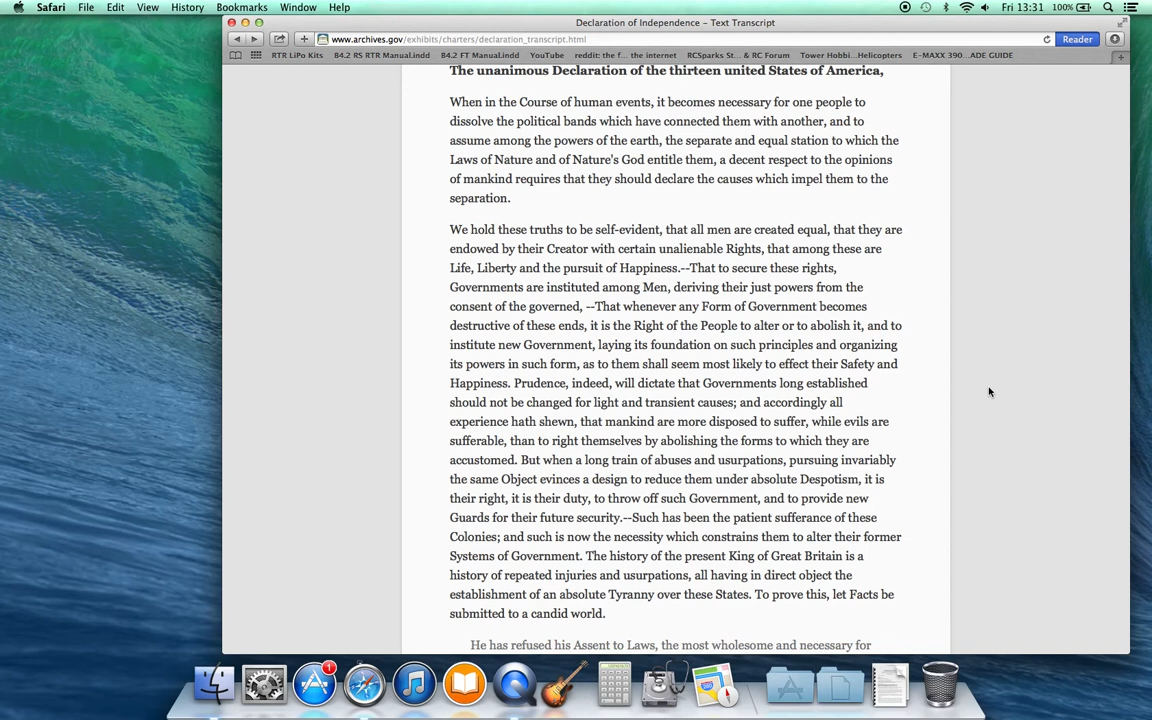 Safari File Edit View History Bookmarks Window Help
Fri 13:31 100%
Declaration of Independence – Text Transcript
www.archives.gov/exhibits/charters/declaration_transcript.html
Reader
RTR LiPo Kits 84.2 RS RTR Manual.indd 84.2 FT Manual.indd YouTube reddit: the f... the internet RCSparks St... & RC Forum Tower Hobbi...Helicopters E-MAXX 390...ADE GUIDE
The unanimous Declaration of the thirteen united States of America,
When in the Course of human events, it becomes necessary for one people to
dissolve the political bands which have connected them with another, and to
assume among the powers of the earth, the separate and equal station to which the
Laws of Nature and of Nature's God entitle them, a decent respect to the opinions
of mankind requires that they should declare the causes which impel them to the
separation.
We hold these truths to be self-evident, that all men are created equal, that they are
endowed by their Creator with certain unalienable Rights, that among these are
Life, Liberty and the pursuit of Happiness.--That to secure these rights,
Governments are instituted among Men, deriving their just powers from the
consent of the governed, --That whenever any Form of Government becomes
destructive of these ends, it is the Right of the People to alter or to abolish it, and to
institute new Government, laying its foundation on such principles and organizing
its powers in such form, as to them shall seem most likely to effect their Safety and
Happiness. Prudence, indeed, will dictate that Governments long established
should not be changed for light and transient causes; and accordingly all
experience hath shewn, that mankind are more disposed to suffer, while evils are
sufferable, than to right themselves by abolishing the forms to which they are
accustomed. But when a long train of abuses and usurpations, pursuing invariably
the same Object evinces a design to reduce them under absolute Despotism, it is
their right, it is their duty, to throw off such Government, and to provide new
Guards for their future security.--Such has been the patient sufferance of these
Colonies; and such is now the necessity which constrains them to alter their former
Systems of Government. The history of the present King of Great Britain is a
history of repeated injuries and usurpations, all having in direct object the
establishment of an absolute Tyranny over these States. To prove this, let Facts be
submitted to a candid world.
He has refused his Assent to Laws, the most wholesome and necessary for
1